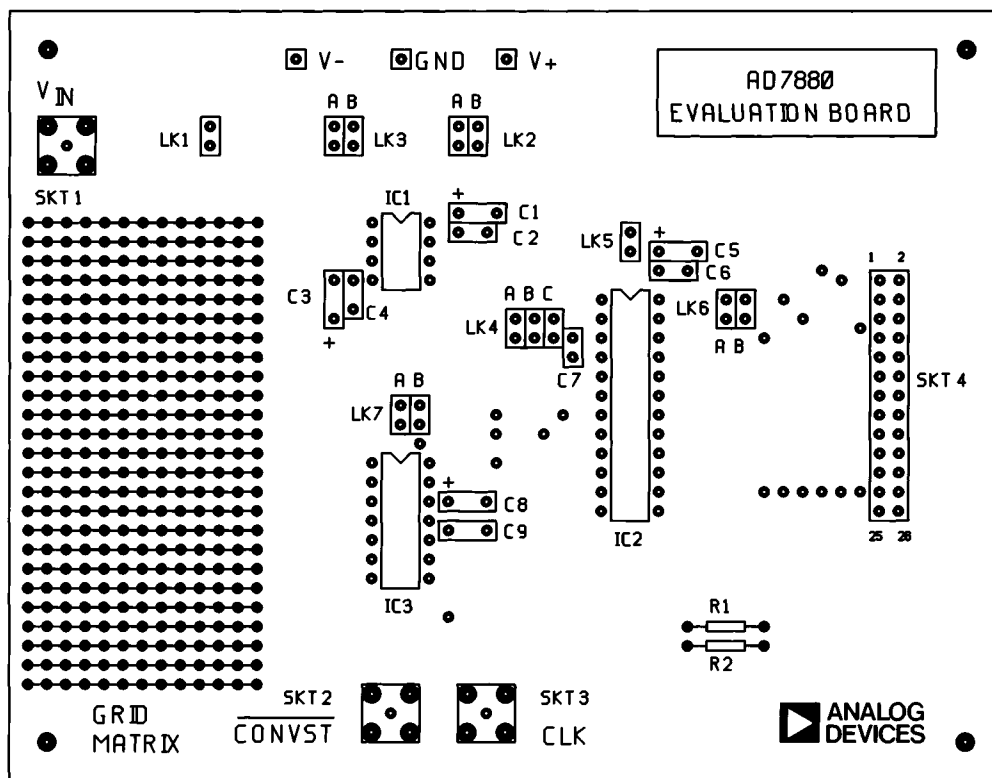 V- GND V+
AD7880
EVALUATION BOARD
VIN
A B
A B
LK1
LK3
LK2
SKT1
IC1
+
C1
C2
LK5
+
C5
C6
1 2
C3
C4
+
A B C
LK4
LK6
A B
C7
SKT4
A B
LK7
+
C8
C9
IC2
25 26
IC3
R1
R2
SKT2
SKT3
GRID
MATRIX
CONVST
CLK
ANALOG
DEVICES